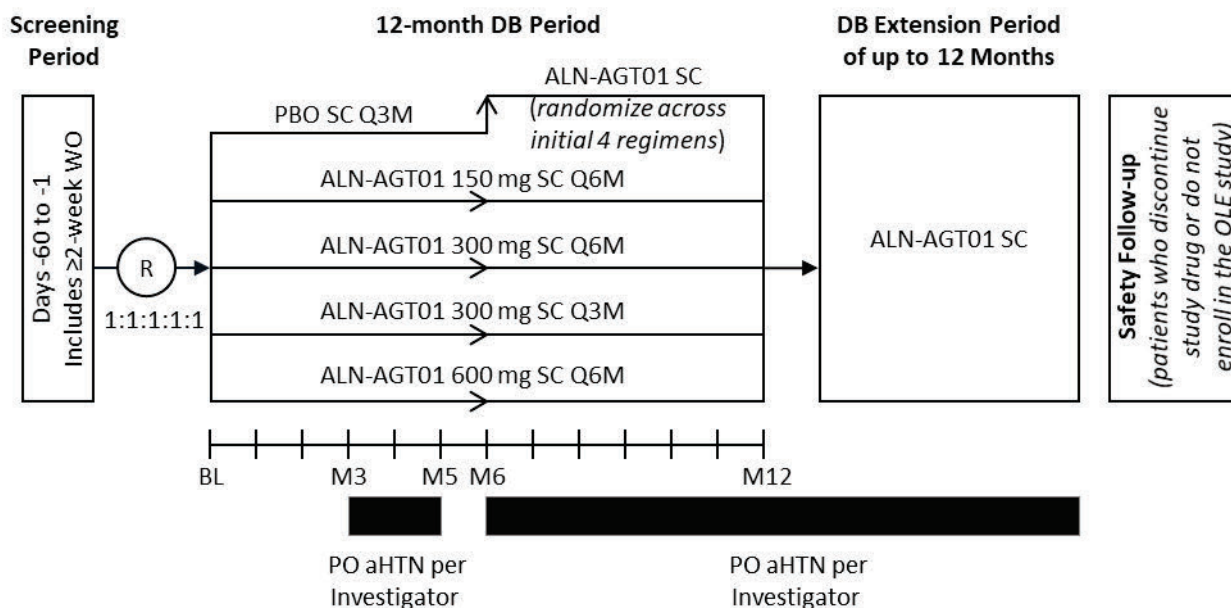 Screening
Period
12-month DB Period
DB Extension Period
of up to 12 Months
Days -60 to -1
Includes ≥2-week WO
R
1:1:1:1:1
PBO SC Q3M
ALN-AGT01 SC
(randomize across
initial 4 regimens)
ALN-AGT01 150 mg SC Q6M
ALN-AGT01 300 mg SC Q6M
ALN-AGT01 300 mg SC Q3M
ALN-AGT01 600 mg SC Q6M
ALN-AGT01 SC
Safety Follow-up
(patients who discontinue
study drug or do not
enroll in the OLE study)
BL
M3
M5
M6
M12
PO aHTN per
Investigator
PO aHTN per
Investigator